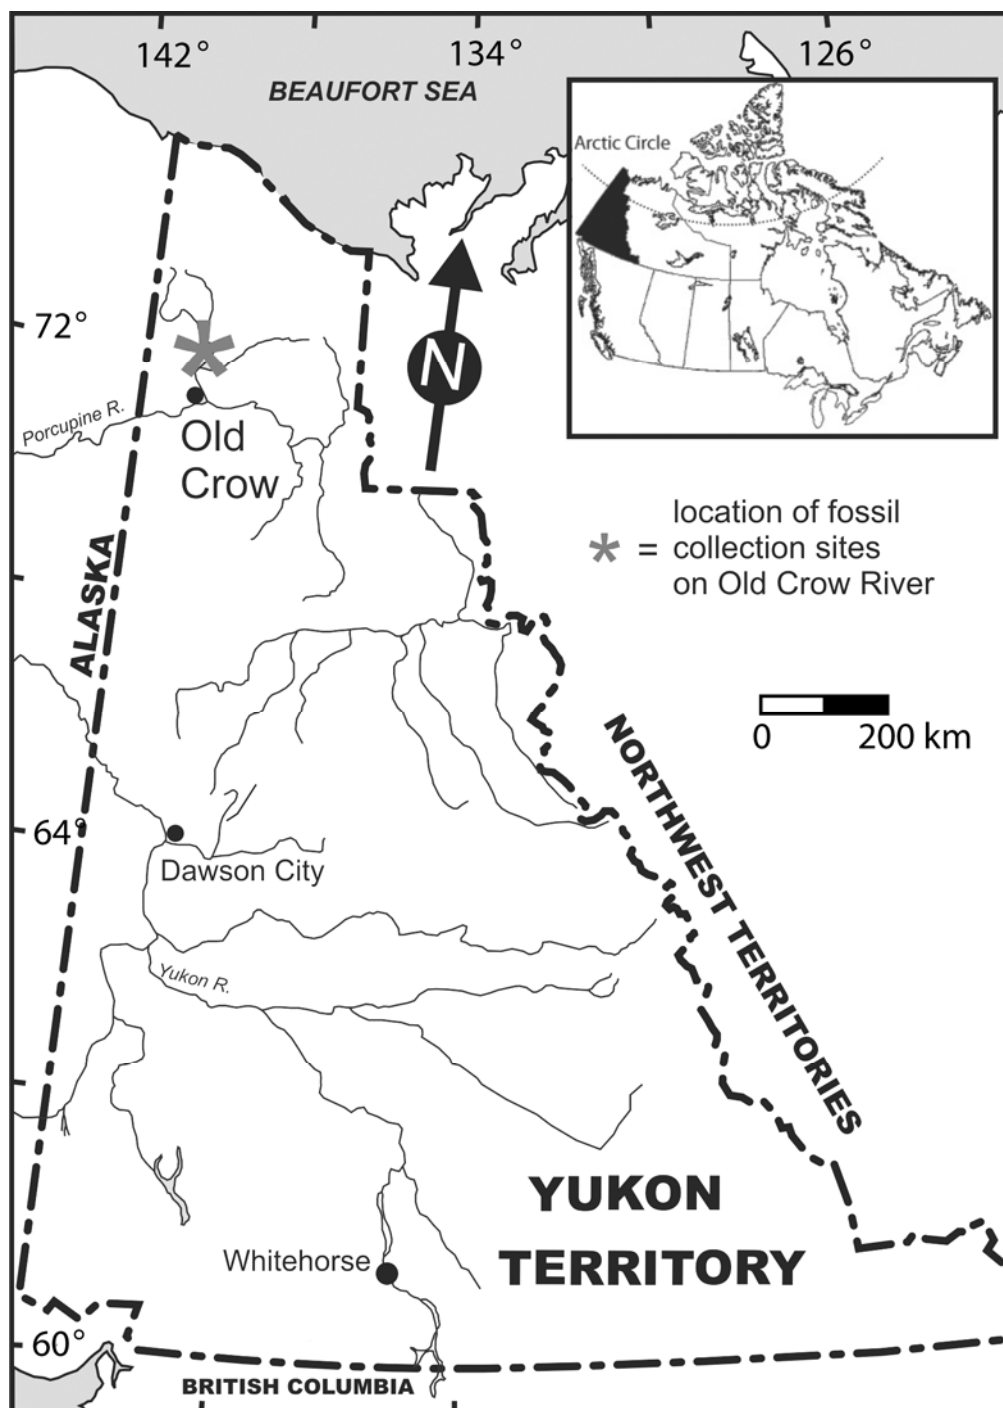 142°
134°
126°
BEAUFORT SEA
Arctic Circle
72°
N
Porcupine R.
Old
Crow
location of fossil
* = collection sites
on Old Crow River
ALASKA
0 200 km
NORTHWEST TERRITORIES
64°
Dawson City
Yukon R.
YUKON
TERRITORY
Whitehorse
60°
BRITISH COLUMBIA